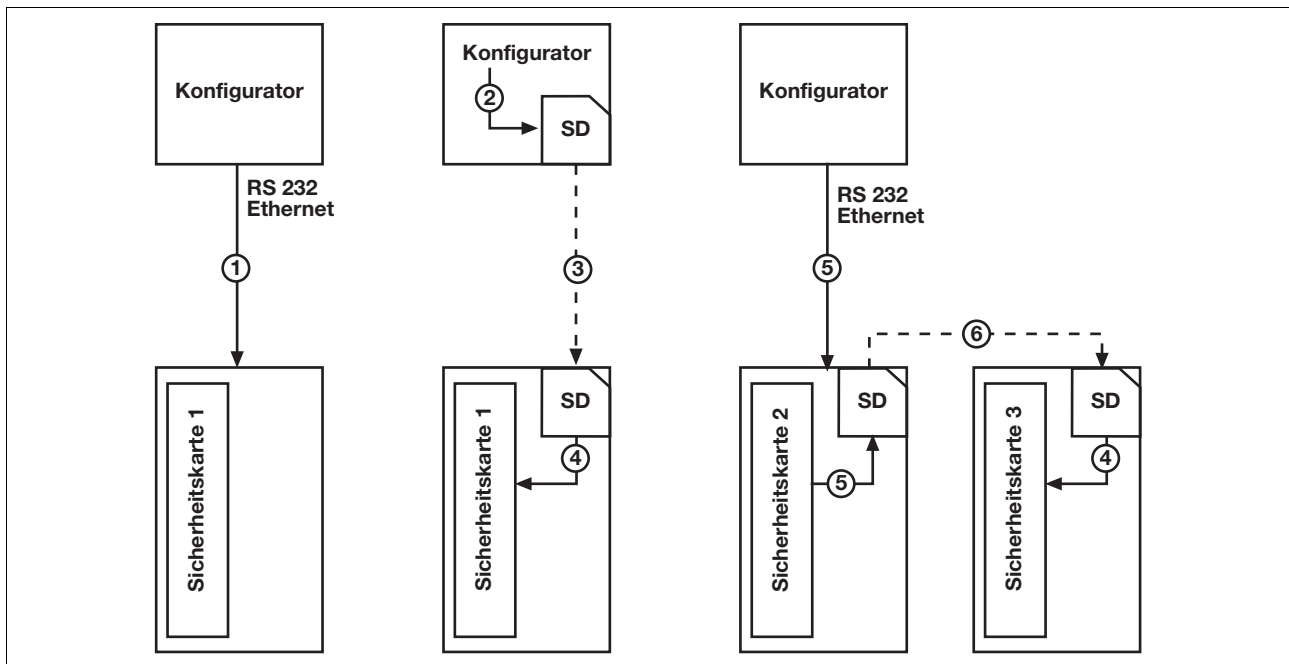 Konfigurator
Konfigurator
2
SD
Konfigurator
RS 232
Ethernet
RS 232
Ethernet
1
3
5
6
Sicherheitskarte 1
Sicherheitskarte 1
SD
4
Sicherheitskarte 2
SD
5
Sicherheitskarte 3
SD
4